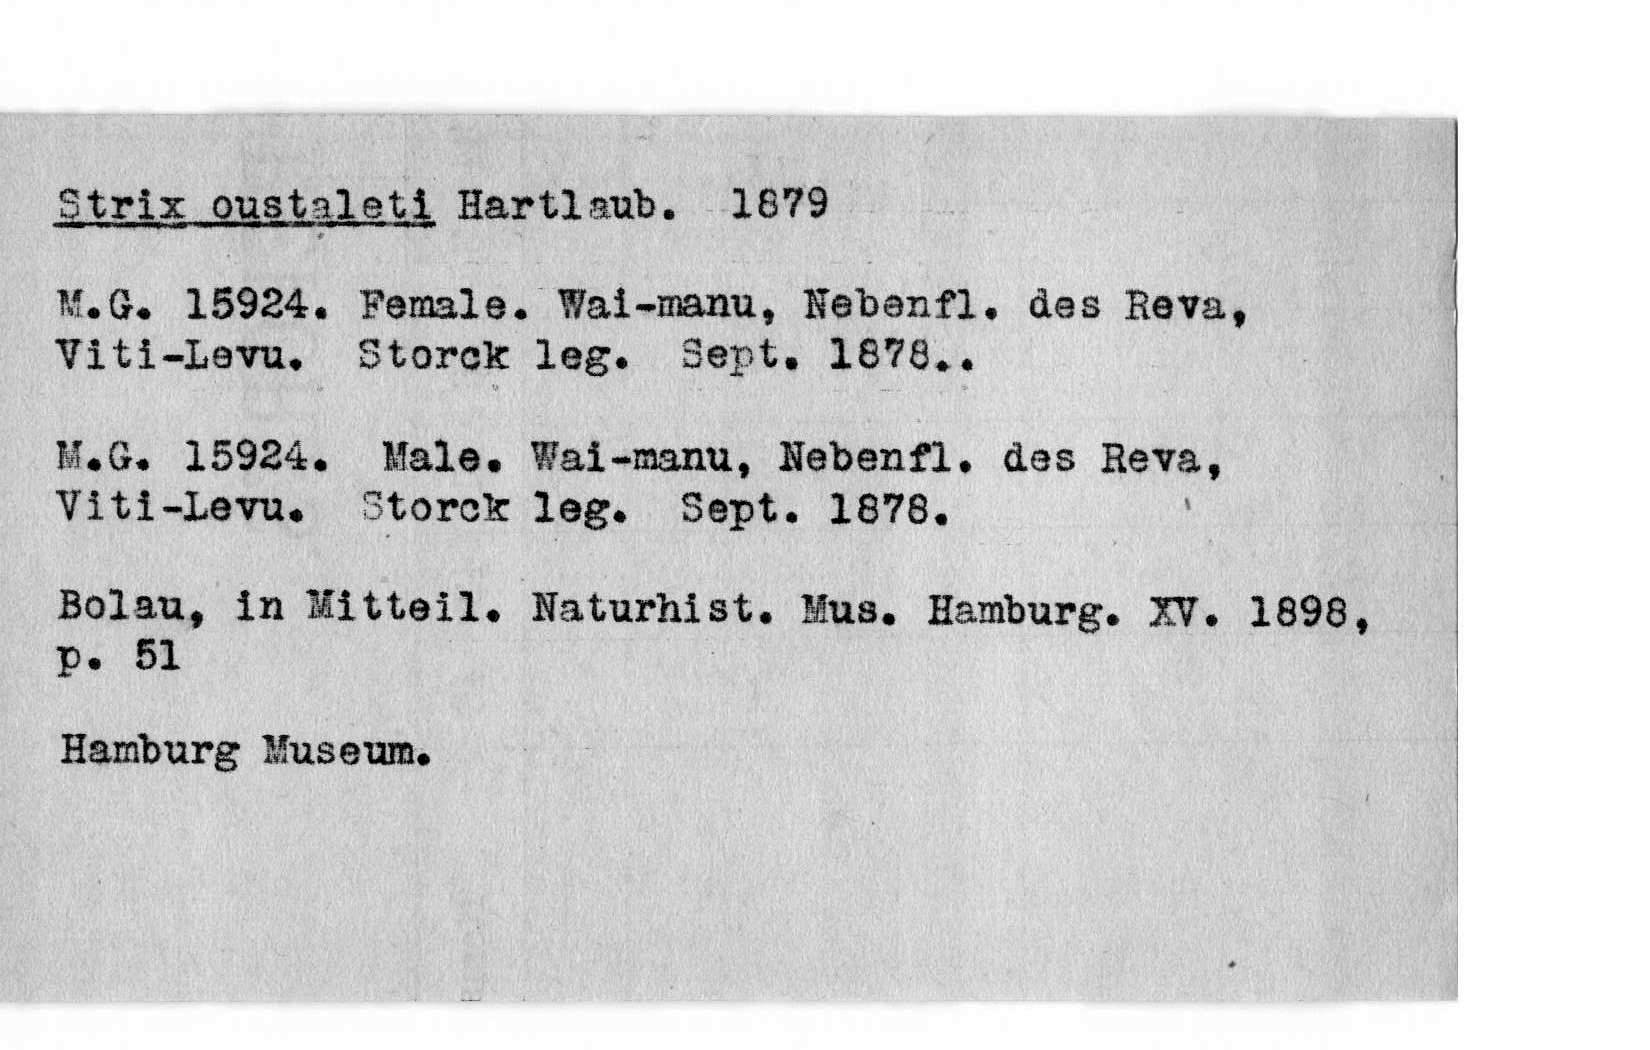 Strix oustaleti Hartlaub. 1879
M.G. 15924. Female. Wai-manu, Nebenfl. des Reva,
Viti-Levu. Storck leg. Sept. 1878..
M.G. 15924. Male. Wai-manu, Nebenfl. des Reva,
Viti-Levu. Storck leg. Sept. 1878.
Bolau, in Mitteil. Naturhist. Mus. Hamburg. XV. 1898,
p. 51
Hamburg Museum.